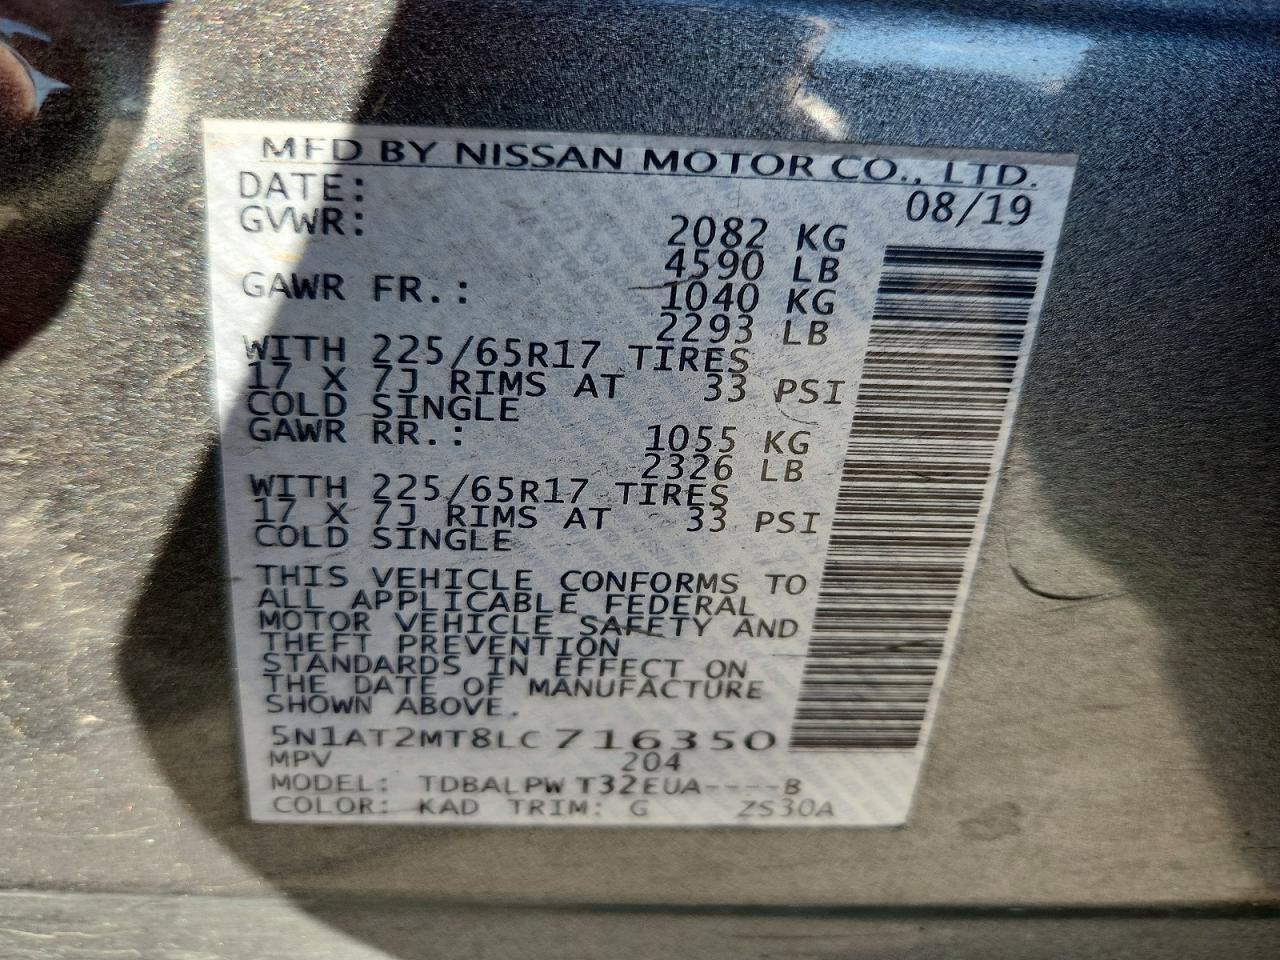 MFD BY NISSAN MOTOR CO., LTD.
DATE: 08/19
GVWR: 2082 KG
4590 LB
GAWR FR.: 1040 KG
2293 LB
WITH 225/65R17 TIRES
17 X 7J RIMS AT 33 PSI
COLD SINGLE
GAWR RR.: 1055 KG
2326 LB
WITH 225/65R17 TIRES
17 X 7J RIMS AT 33 PSI
COLD SINGLE
THIS VEHICLE CONFORMS TO
ALL APPLICABLE FEDERAL
MOTOR VEHICLE SAFETY AND
THEFT PREVENTION
STANDARDS IN EFFECT ON
THE DATE OF MANUFACTURE
SHOWN ABOVE.
5N1AT2MT8LC716350
MPV 204
MODEL: TDBALPW T32EUA----B
COLOR: KAD TRIM: G ZS30A